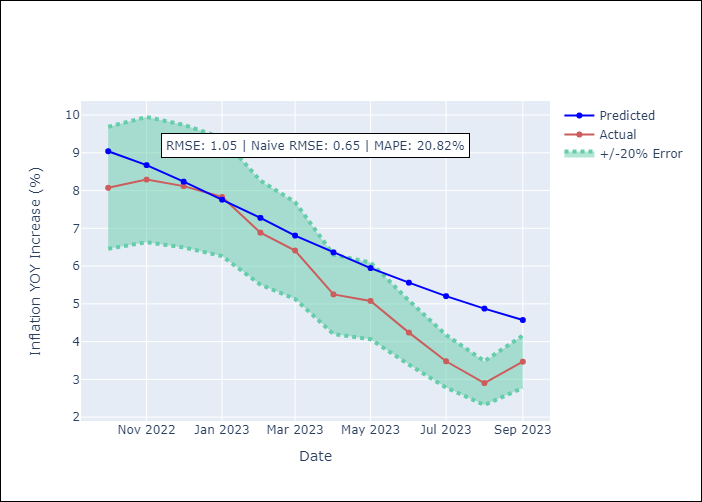 RMSE: 1.05 | Naive RMSE: 0.65 | MAPE: 20.82%
Predicted
Actual
+/-20% Error
Inflation YOY Increase (%)
10
9
8
7
6
5
4
3
2
Nov 2022 Jan 2023 Mar 2023 May 2023 Jul 2023 Sep 2023
Date